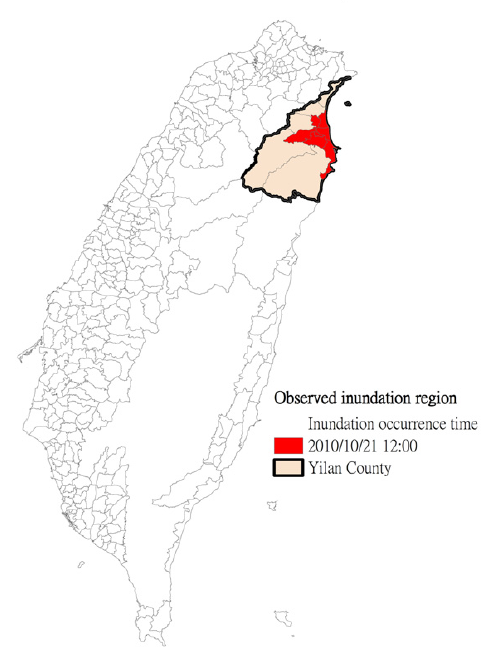 Observed inundation region
Inundation occurrence time
2010/10/21 12:00
Yilan County